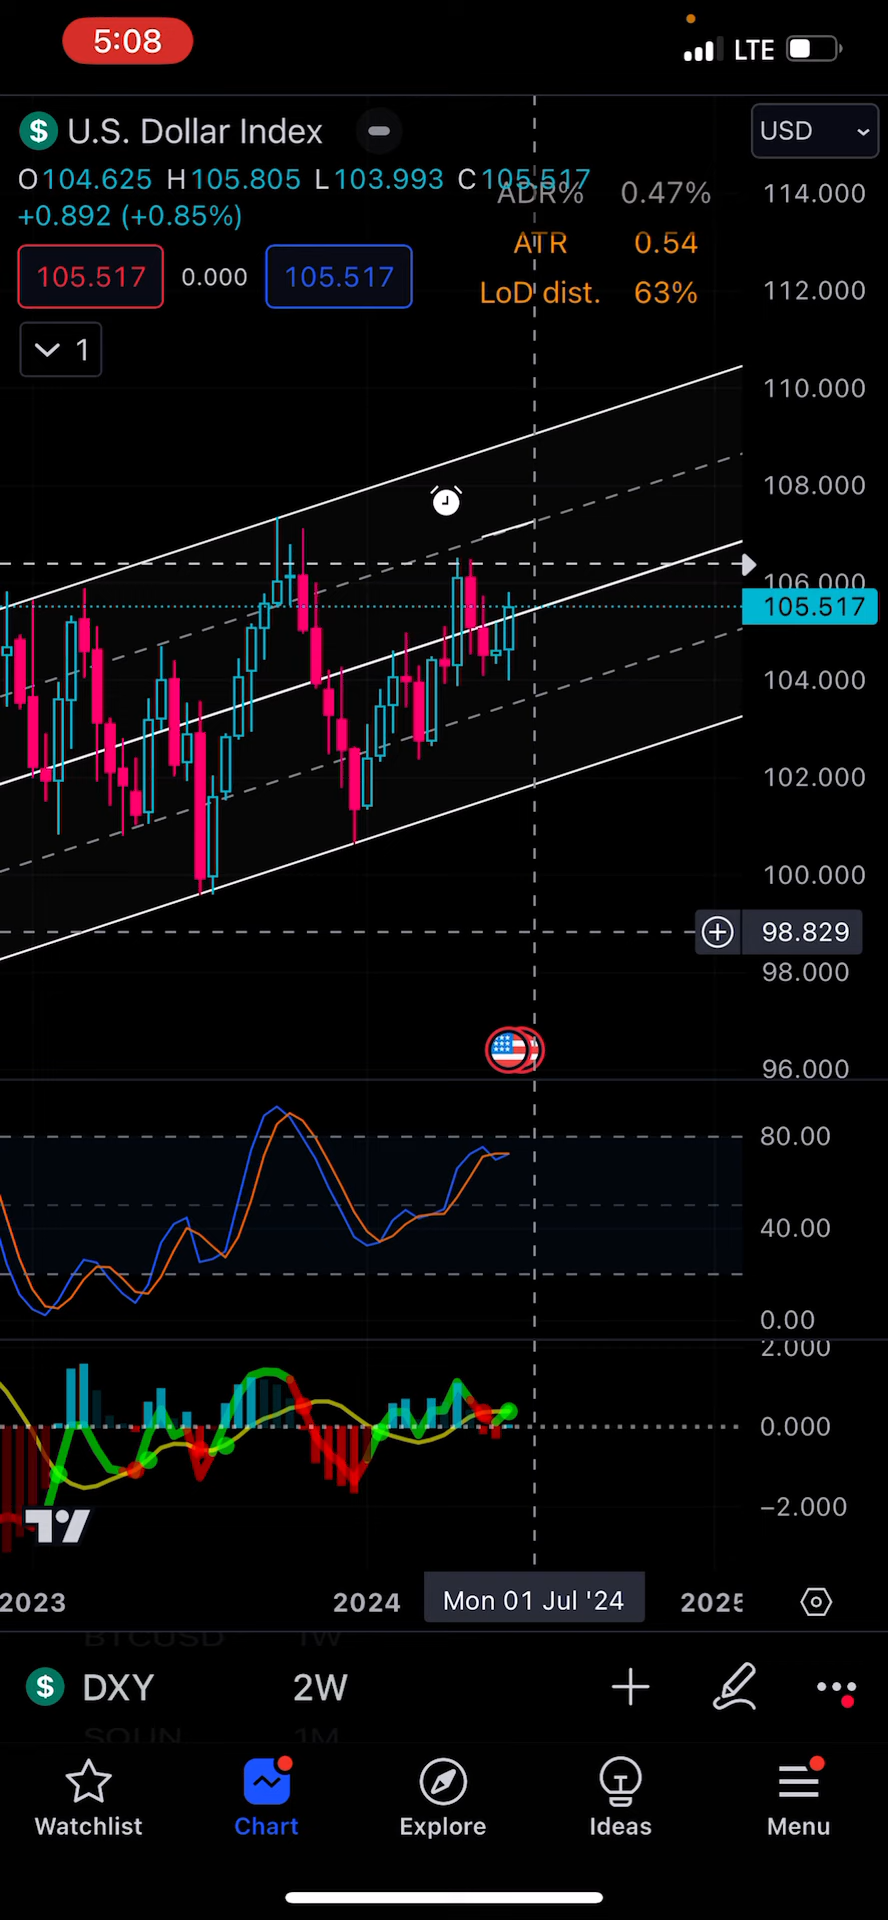 5:08 LTE
$ U.S. Dollar Index USD
O104.625 H105.805 L103.993 C105.517
+0.892 (+0.85%)
ADR% 0.47%
ATR 0.54
LoD dist. 63%
105.517 0.000 105.517
1
114.000
112.000
110.000
108.000
106.000
105.517
104.000
102.000
100.000
98.829
98.000
96.000
80.00
40.00
0.00
2.000
0.000
−2.000
2023 2024 Mon 01 Jul '24 2025
BTCUSD 1W
$ DXY 2W
SOUN 1M
Watchlist Chart Explore Ideas Menu